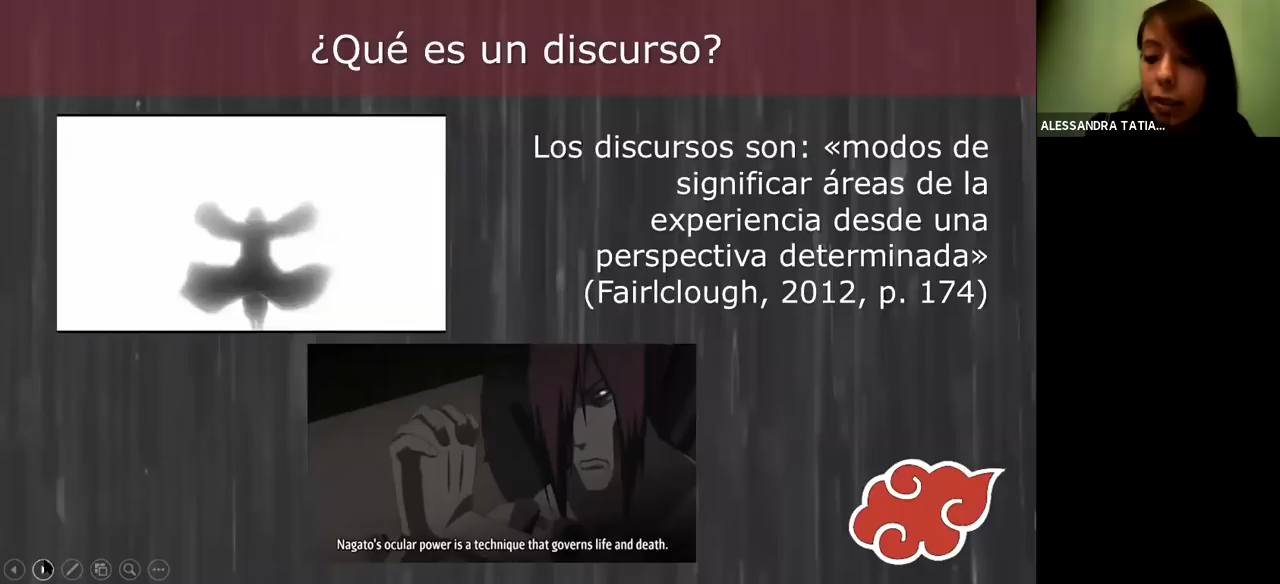 ¿Qué es un discurso?
ALESSANDRA TATIA...
Los discursos son: «modos de
significar áreas de la
experiencia desde una
perspectiva determinada»
(Fairlclough, 2012, p. 174)
Nagato's ocular power is a technique that governs life and death.